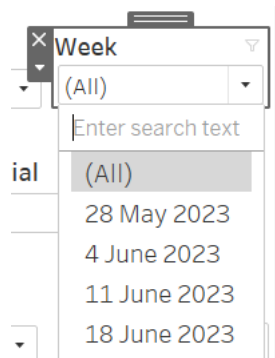 Week
(All)
Enter search text
ial
(All)
28 May 2023
4 June 2023
11 June 2023
18 June 2023